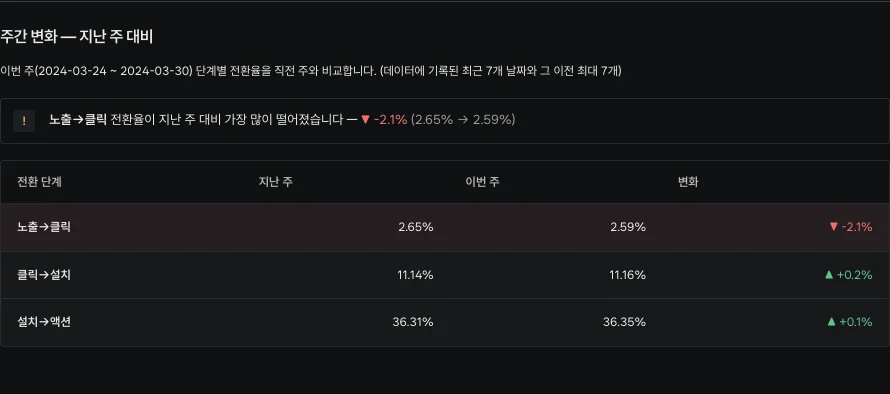 주간 변화 — 지난 주 대비
이번 주(2024-03-24 ~ 2024-03-30) 단계별 전환율을 직전 주와 비교합니다. (데이터에 기록된 최근 7개 날짜와 그 이전 최대 7개)
! 노출→클릭 전환율이 지난 주 대비 가장 많이 떨어졌습니다 — ▼ -2.1% (2.65% → 2.59%)
전환 단계 지난 주 이번 주 변화
노출→클릭 2.65% 2.59% ▼ -2.1%
클릭→설치 11.14% 11.16% ▲ +0.2%
설치→액션 36.31% 36.35% ▲ +0.1%